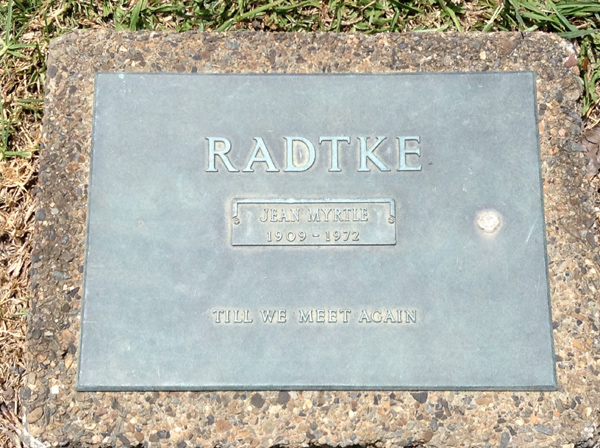 RADTKE
JEAN MYRTLE
1909 - 1972
TILL WE MEET AGAIN